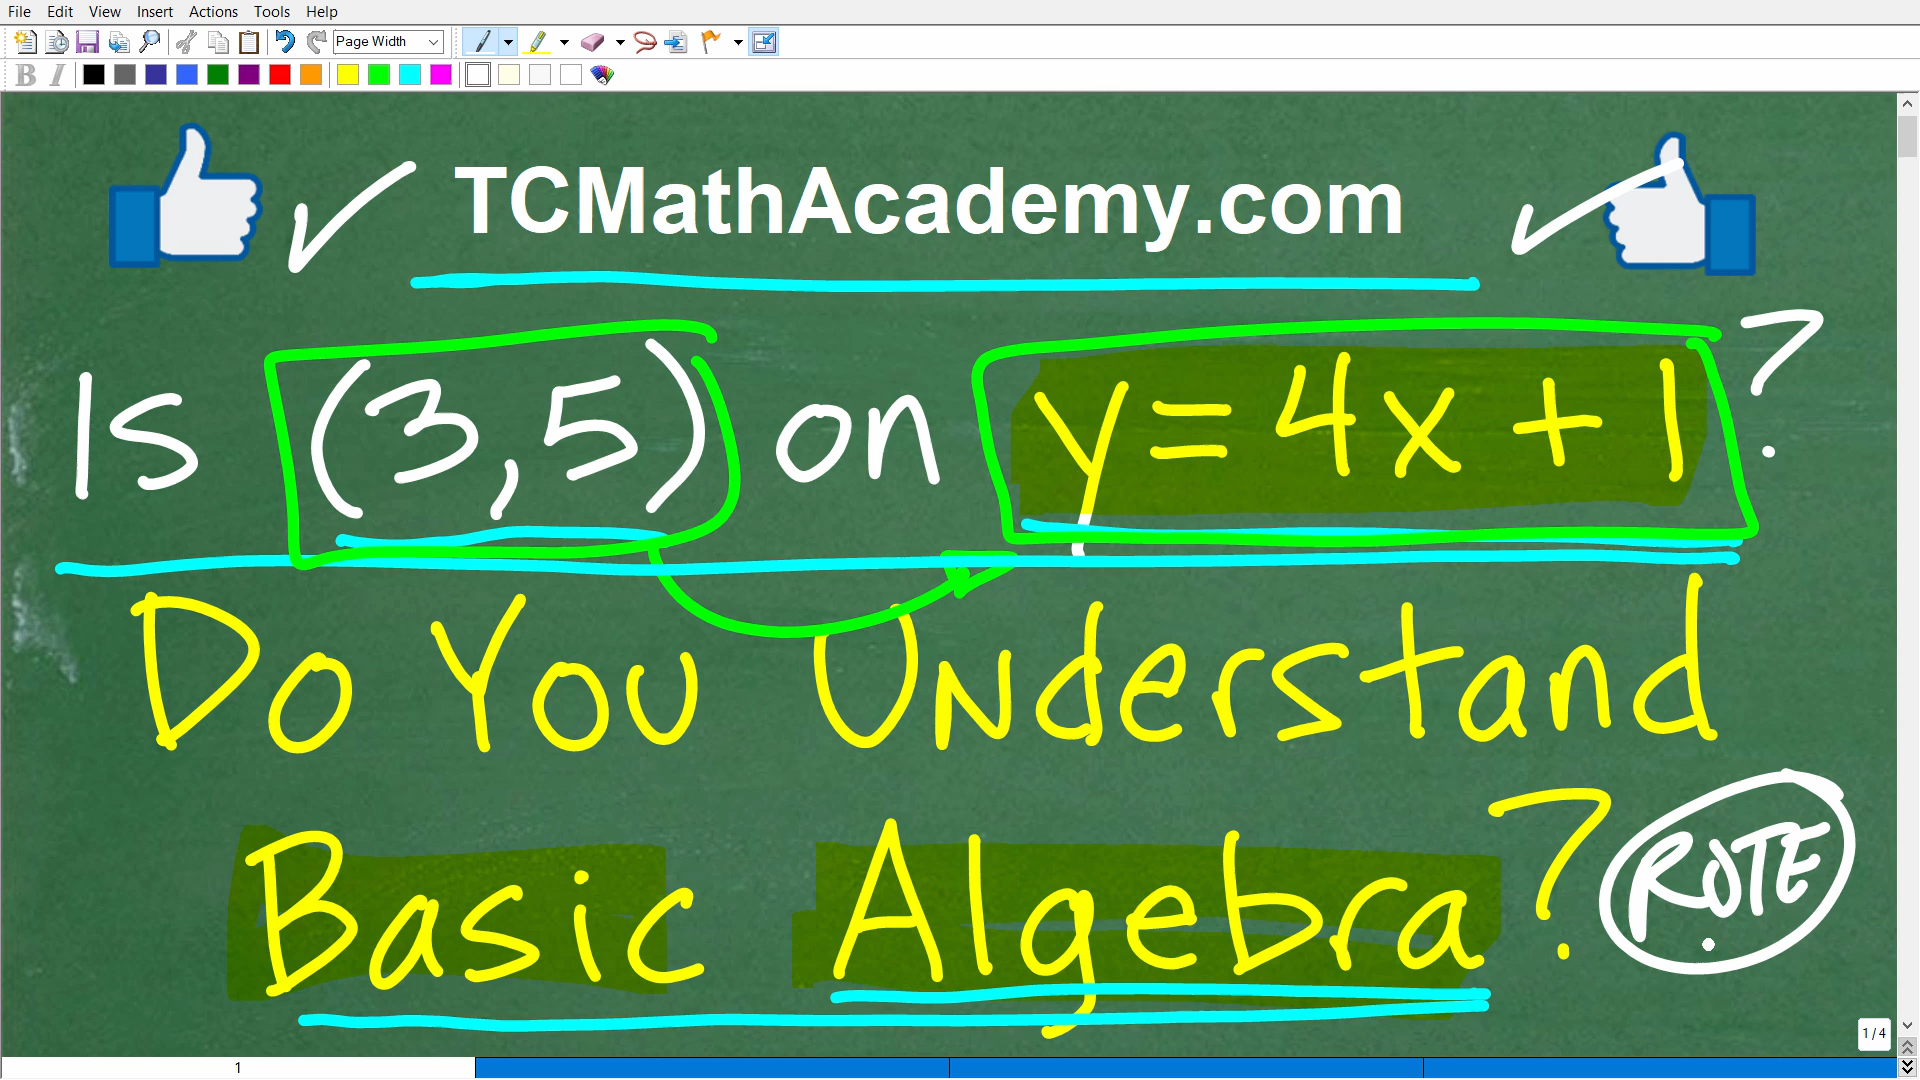 File Edit View Insert Actions Tools Help
Page Width
B I
TCMathAcademy.com
Is (3,5) on y=4x+1?
Do You Understand
Basic Algebra?
ROTE
1/4
1